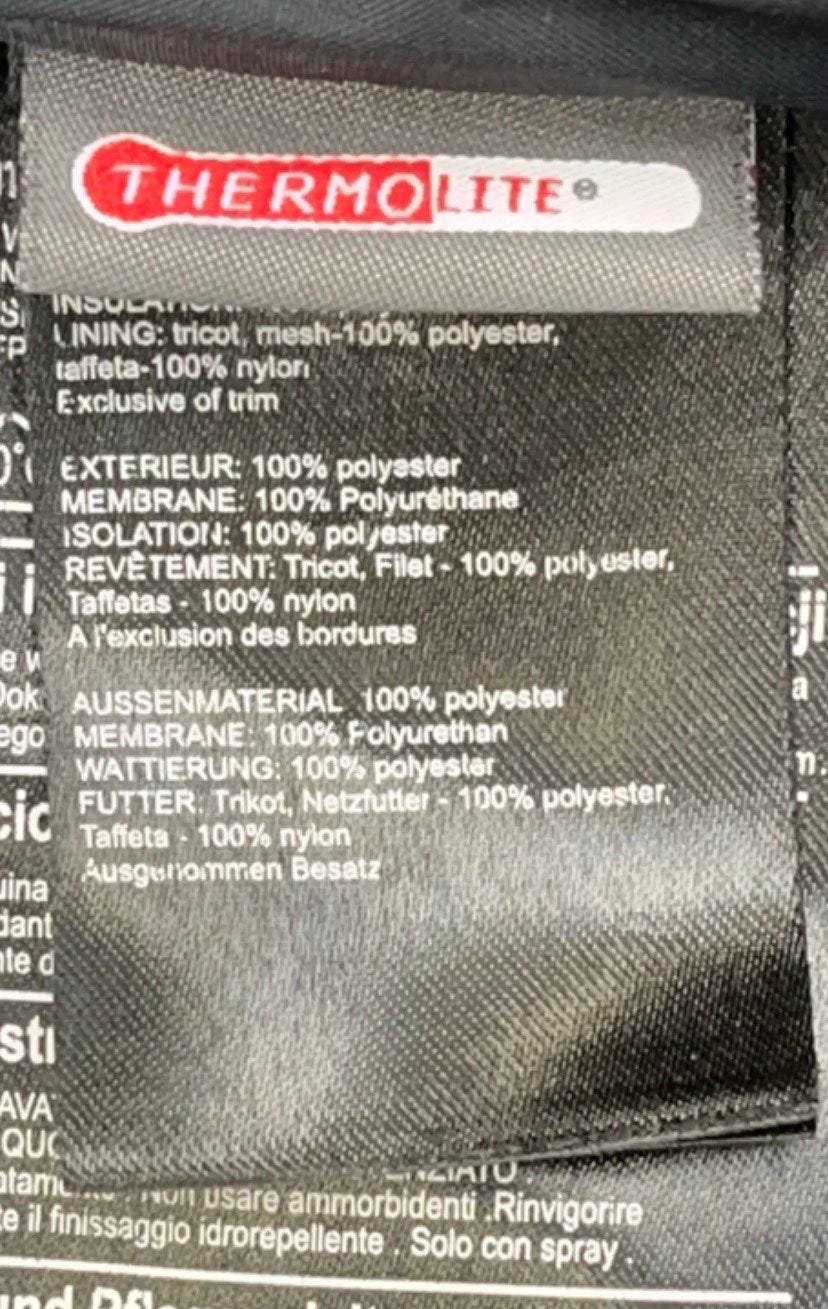 THERMOLITE®
LINING: tricot, mesh-100% polyester,
taffeta-100% nylon
Exclusive of trim
EXTERIEUR: 100% polyester
MEMBRANE: 100% Polyuréthane
ISOLATION: 100% polyester
REVÊTEMENT: Tricot, Filet - 100% polyester,
Taffetas - 100% nylon
A l'exclusion des bordures
AUSSENMATERIAL 100% polyester
MEMBRANE: 100% Polyurethan
WATTIERUNG: 100% polyester
FUTTER: Trikot, Netzfutter - 100% polyester,
Taffeta - 100% nylon
Ausgenommen Besatz
Non usare ammorbidenti .Rinvigorire
il finissaggio idrorepellente . Solo con spray .